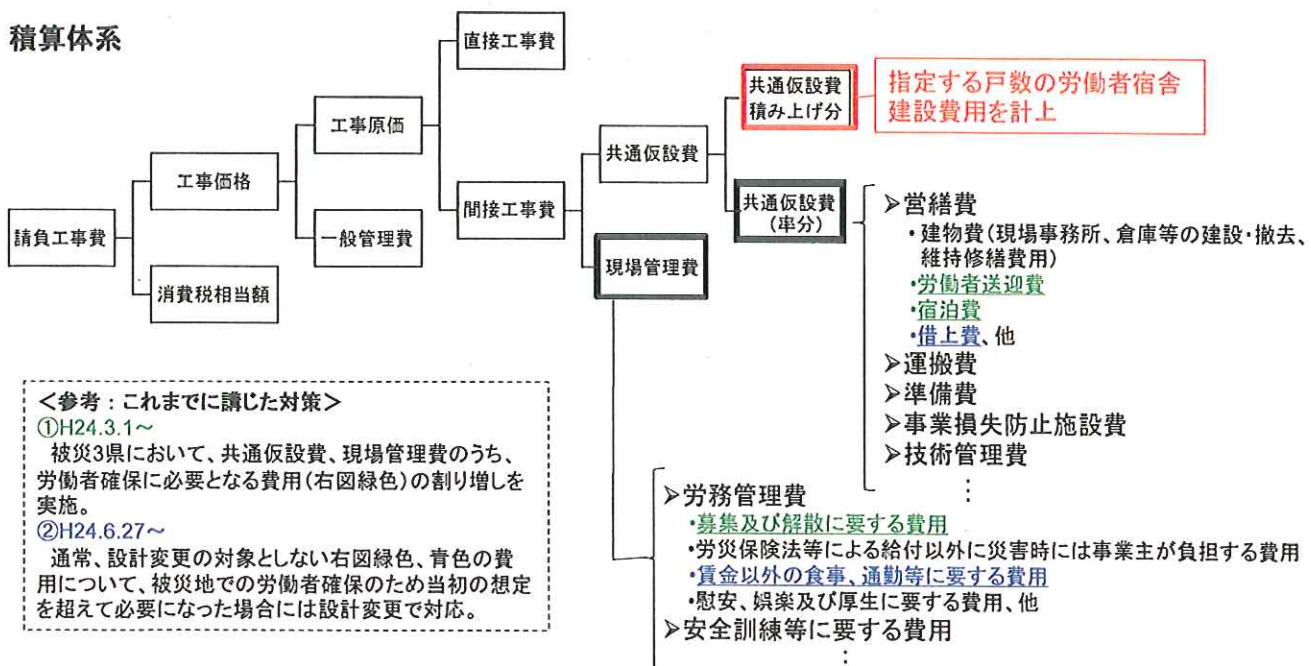 積算体系
直接工事費
工事原価
工事価格
請負工事費
一般管理費
消費税相当額
間接工事費
共通仮設費
現場管理費
共通仮設費
積み上げ分
指定する戸数の労働者宿舎
建設費用を計上
共通仮設費
(率分)
➢営繕費
・建物費(現場事務所、倉庫等の建設・撤去、
維持修繕費用)
・労働者送迎費
・宿泊費
・借上費、他
➢運搬費
➢準備費
➢事業損失防止施設費
➢技術管理費
⋮
➢労務管理費
・募集及び解散に要する費用
・労災保険法等による給付以外に災害時には事業主が負担する費用
・賃金以外の食事、通勤等に要する費用
・慰安、娯楽及び厚生に要する費用、他
➢安全訓練等に要する費用
⋮
＜参考：これまでに講じた対策＞
①H24.3.1～
被災3県において、共通仮設費、現場管理費のうち、
労働者確保に必要となる費用(右図緑色)の割り増しを
実施。
②H24.6.27～
通常、設計変更の対象としない右図緑色、青色の費
用について、被災地での労働者確保のため当初の想定
を超えて必要になった場合には設計変更で対応。